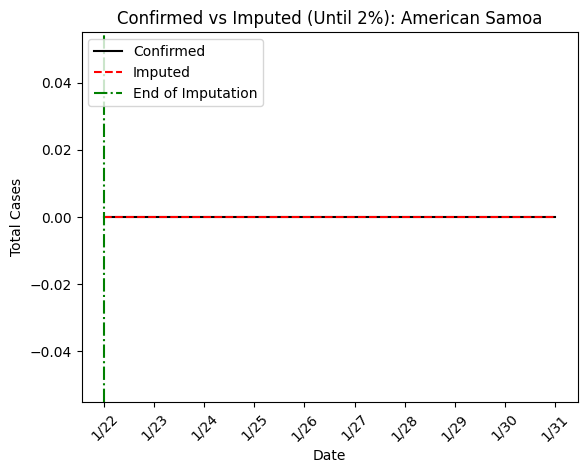 Confirmed vs Imputed (Until 2%): American Samoa
Confirmed
Imputed
End of Imputation
Total Cases
0.04
0.02
0.00
−0.02
−0.04
1/22
1/23
1/24
1/25
1/26
1/27
1/28
1/29
1/30
1/31
Date